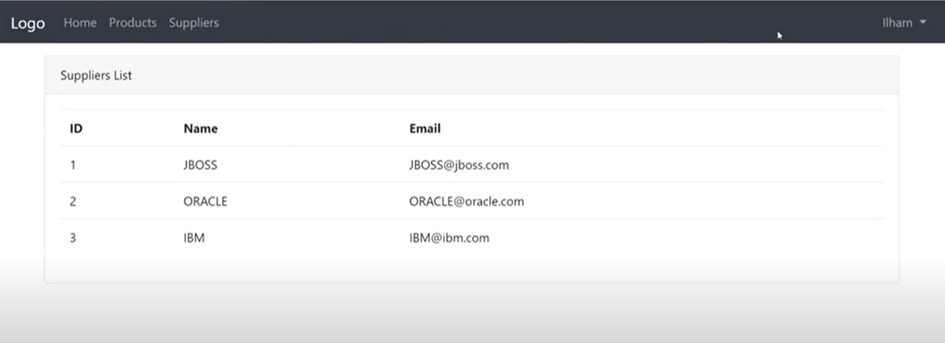 Logo Home Products Suppliers Ilham
Suppliers List
ID Name Email
1 JBOSS JBOSS@jboss.com
2 ORACLE ORACLE@oracle.com
3 IBM IBM@ibm.com